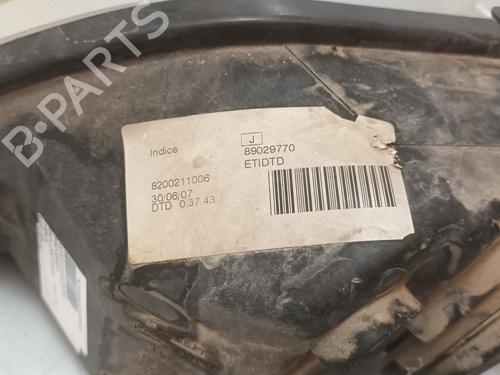 B-PARTS
Indice
J
89029770
ETIDTD
8200211006
30/06/07
DTD 0.37.43